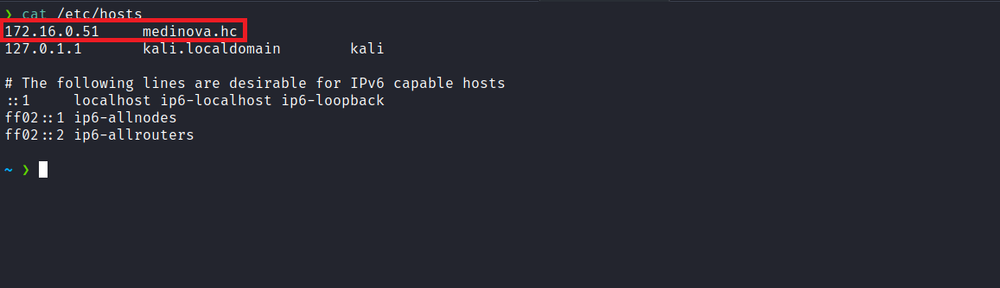 ❯ cat /etc/hosts
172.16.0.51     medinova.hc
127.0.1.1       kali.localdomain        kali
# The following lines are desirable for IPv6 capable hosts
::1     localhost ip6-localhost ip6-loopback
ff02::1 ip6-allnodes
ff02::2 ip6-allrouters
~ ❯